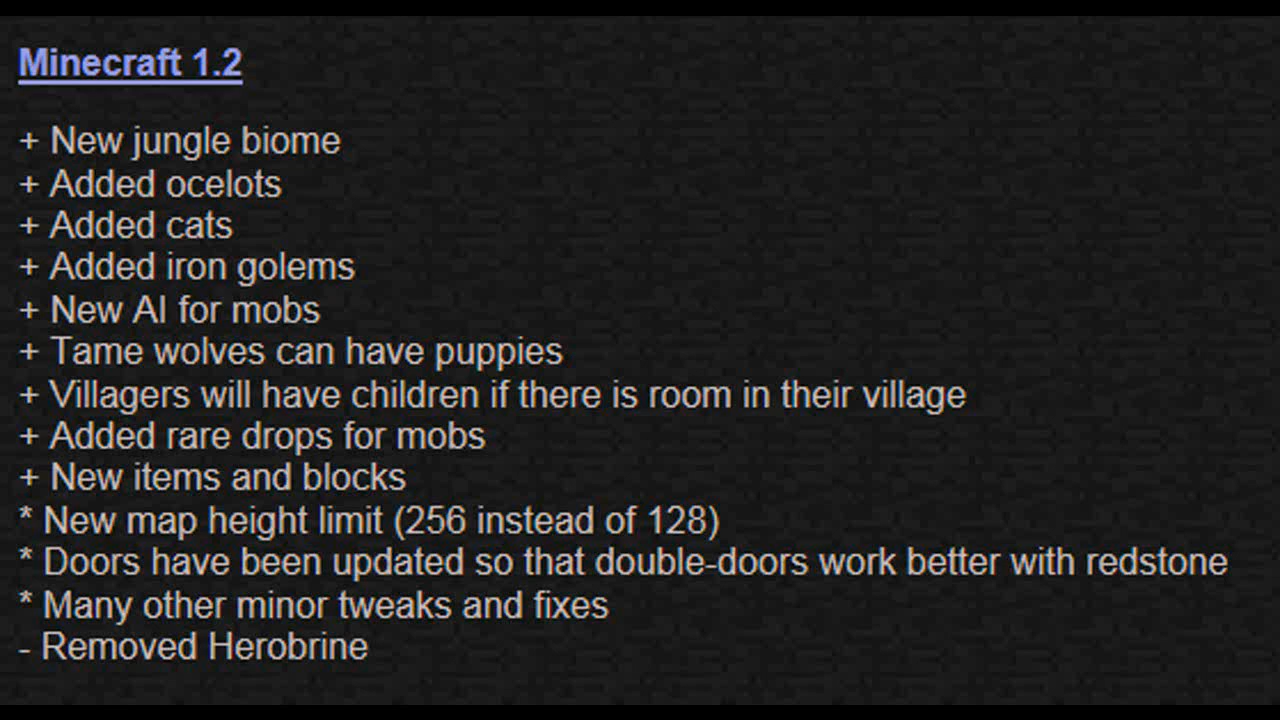 Minecraft 1.2
+ New jungle biome
+ Added ocelots
+ Added cats
+ Added iron golems
+ New AI for mobs
+ Tame wolves can have puppies
+ Villagers will have children if there is room in their village
+ Added rare drops for mobs
+ New items and blocks
* New map height limit (256 instead of 128)
* Doors have been updated so that double-doors work better with redstone
* Many other minor tweaks and fixes
- Removed Herobrine